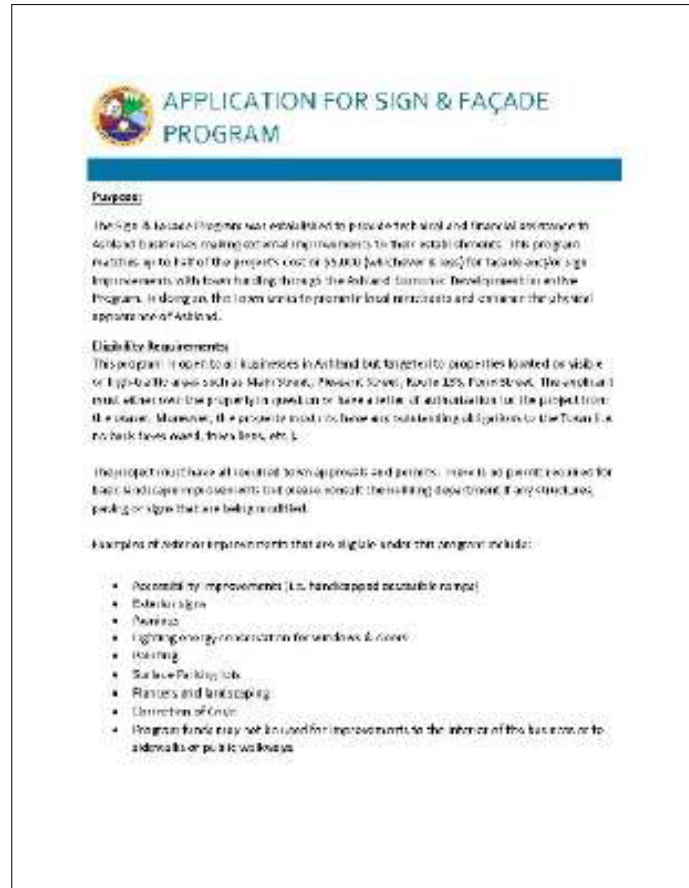 APPLICATION FOR SIGN & FAÇADE
PROGRAM
Purpose:
The Sign & Facade Program was established to provide technical and financial assistance to
Ashland businesses making external improvements to their establishments. This program
matches up to half of the project's cost or $5,000 (whichever is less) for facade and/or sign
improvements with town funding through the Ashland Economic Development Incentive
Program. In doing so, the Town seeks to promote local merchants and enhance the physical
appearance of Ashland.
Eligibility Requirements:
This program is open to all businesses in Ashland but targeted to properties located on visible
or high-traffic areas such as Main Street, Pleasant Street, Route 135, Street. The applicant
must either own the property in question or have a letter of authorization for the project from
the owner. Moreover, the property must not have any outstanding obligations to the Town (i.e.
no back taxes owed, town liens, etc.).
The project must have all required town approvals and permits. There is no permit required for
basic landscape improvements but please consult the building department if any structures,
paving or signs that are being modified.
Examples of exterior improvements that are eligible under this program include:
• Accessibility improvements (i.e. handicapped accessible ramps)
• Exterior signs
• Awnings
• Lighting energy conservation for windows & doors
• Painting
• Surface Parking lots
• Planters and landscaping
• Correction of Code
• Program funds may not be used for improvements to the interior of the business or to
sidewalks or public walkways